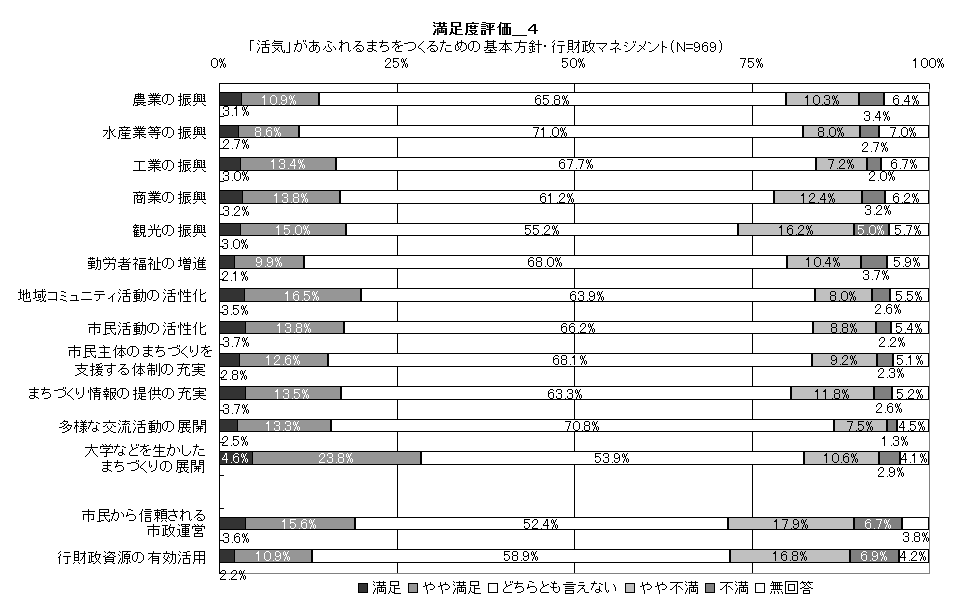 満足度評価__4
「活気」があふれるまちをつくるための基本方針・行財政マネジメント(N=969)
0% 25% 50% 75% 100%
農業の振興 10.9% 65.8% 10.3% 6.4%
3.1% 3.4%
水産業等の振興 8.6% 71.0% 8.0% 7.0%
2.7% 2.7%
工業の振興 13.4% 67.7% 7.2% 6.7%
3.0% 2.0%
商業の振興 13.8% 61.2% 12.4% 6.2%
3.2% 3.2%
観光の振興 15.0% 55.2% 16.2% 5.0% 5.7%
3.0%
勤労者福祉の増進 9.9% 68.0% 10.4% 5.9%
2.1% 3.7%
地域コミュニティ活動の活性化 16.5% 63.9% 8.0% 5.5%
3.5% 2.6%
市民活動の活性化 13.8% 66.2% 8.8% 5.4%
3.7% 2.2%
市民主体のまちづくりを
支援する体制の充実 12.6% 68.1% 9.2% 5.1%
2.8% 2.3%
まちづくり情報の提供の充実 13.5% 63.3% 11.8% 5.2%
3.7% 2.6%
多様な交流活動の展開 13.3% 70.8% 7.5% 4.5%
2.5% 1.3%
大学などを生かした
まちづくりの展開 4.6% 23.8% 53.9% 10.6% 4.1%
2.9%
市民から信頼される
市政運営 15.6% 52.4% 17.9% 6.7%
3.6% 3.8%
行財政資源の有効活用 10.9% 58.9% 16.8% 6.9% 4.2%
2.2%
満足 やや満足 どちらとも言えない やや不満 不満 無回答